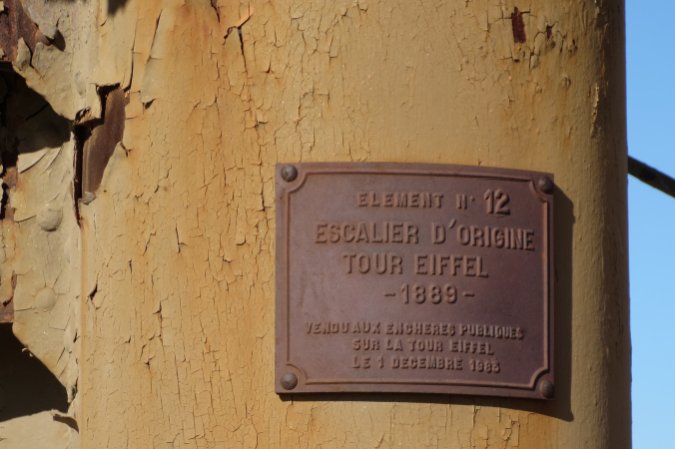 ELEMENT N° 12
ESCALIER D'ORIGINE
TOUR EIFFEL
- 1889 -
VENDU AUX ENCHERES PUBLIQUES
SUR LA TOUR EIFFEL
LE 1 DECEMBRE 1983